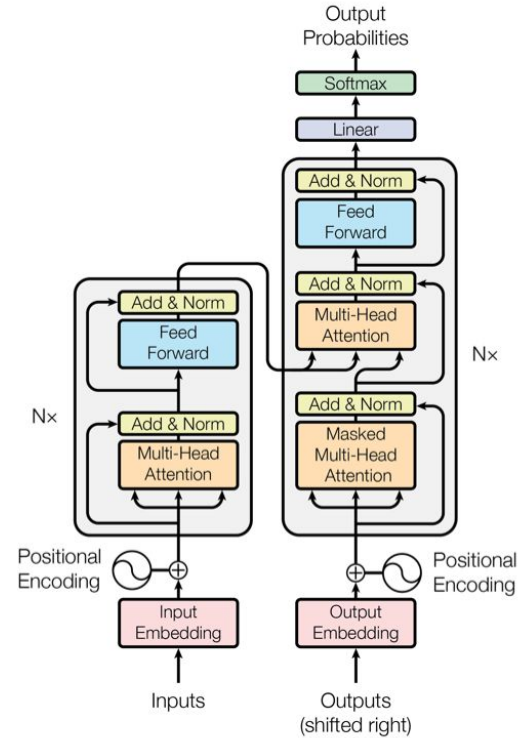 Output
Probabilities
Softmax
Linear
Add & Norm
Feed
Forward
Add & Norm
Multi-Head
Attention
Nx
Add & Norm
Masked
Multi-Head
Attention
Positional
Encoding
Output
Embedding
Outputs
(shifted right)
Add & Norm
Feed
Forward
Nx
Add & Norm
Multi-Head
Attention
Positional
Encoding
Input
Embedding
Inputs